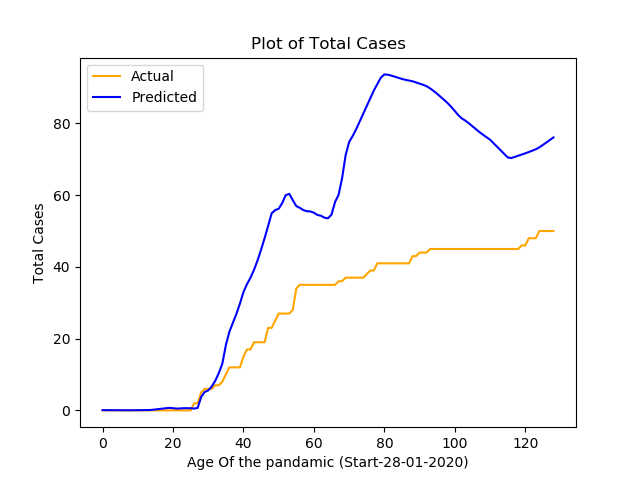 Plot of Total Cases
Actual
Predicted
80
60
40
20
0
Total Cases
0 20 40 60 80 100 120
Age Of the pandamic (Start-28-01-2020)